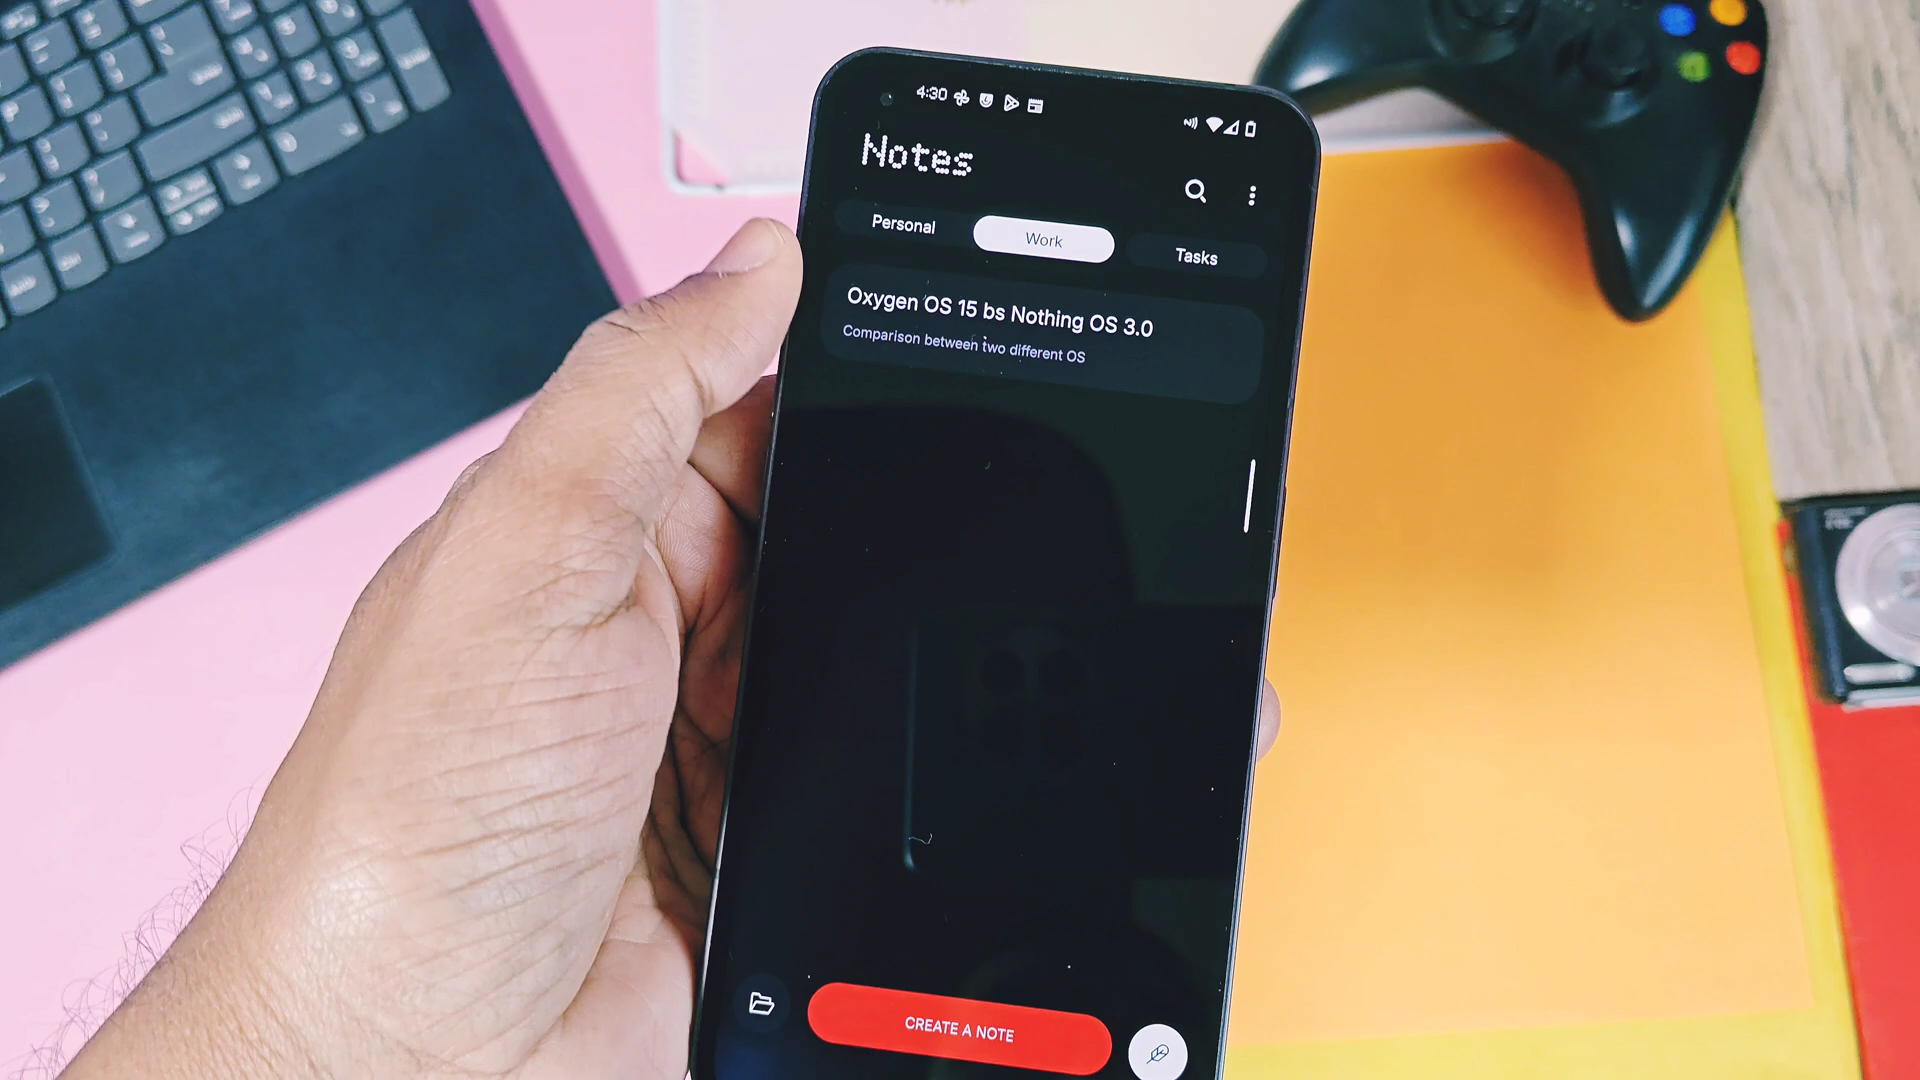 4:30
Notes
Personal
Work
Tasks
Oxygen OS 15 bs Nothing OS 3.0
Comparison between two different OS
CREATE A NOTE